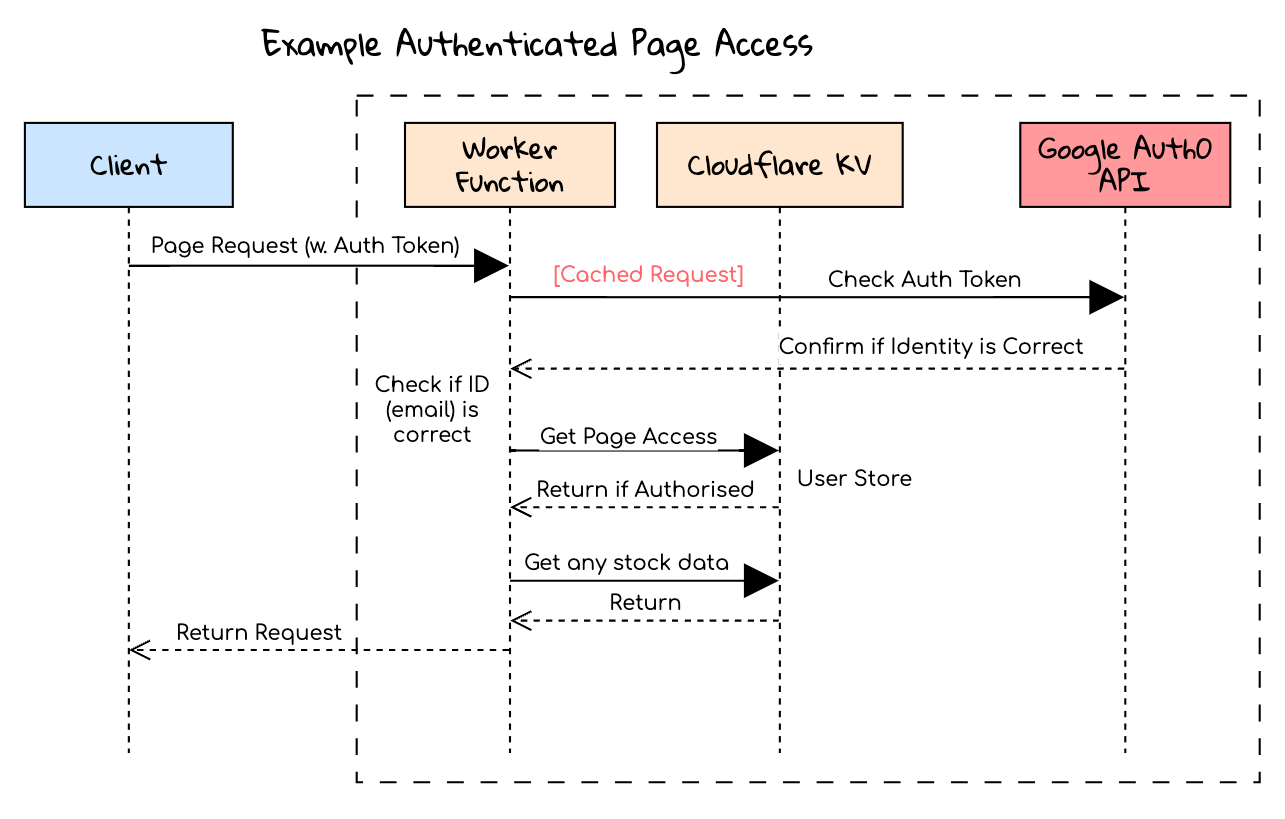 Example Authenticated Page Access
Client
Worker
Function
Cloudflare KV
Google Auth0
API
Page Request (w. Auth Token)
[Cached Request]
Check Auth Token
Confirm if Identity is Correct
Check if ID
(email) is
correct
Get Page Access
User Store
Return if Authorised
Get any stock data
Return
Return Request